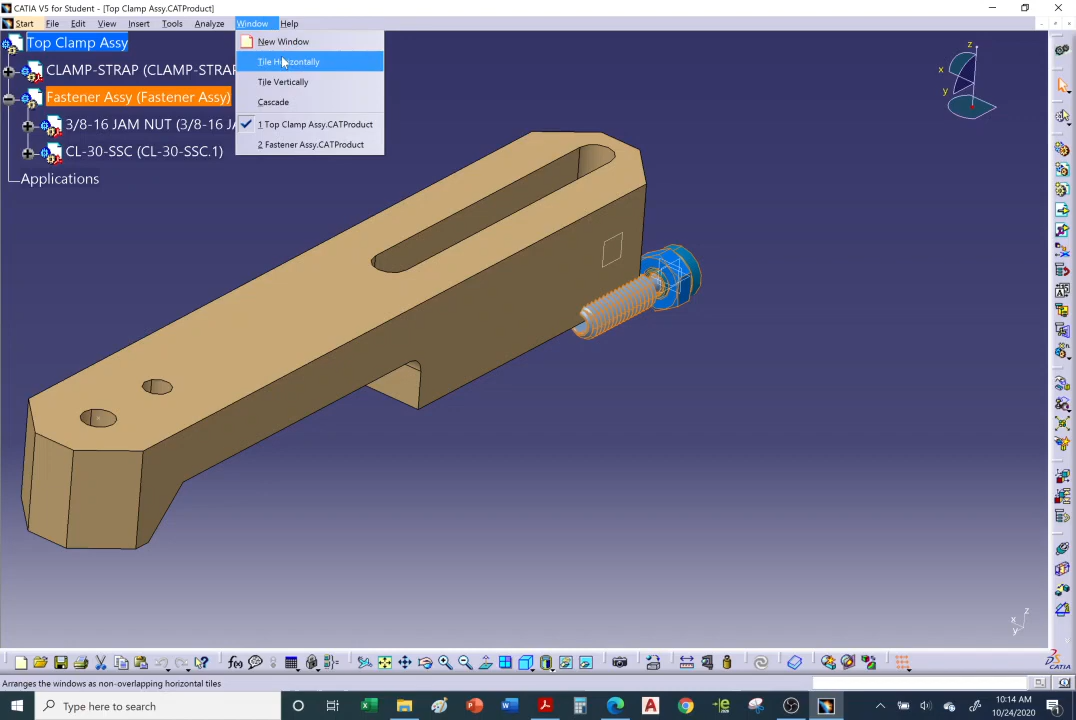 CATIA V5 for Student - [Top Clamp Assy.CATProduct]
Start File Edit View Insert Tools Analyze Window Help
Top Clamp Assy
CLAMP-STRAP (CLAMP-STRAP
Fastener Assy (Fastener Assy)
3/8-16 JAM NUT (3/8-16 JA
CL-30-SSC (CL-30-SSC.1)
Applications
New Window
Tile Horizontally
Tile Vertically
Cascade
1 Top Clamp Assy.CATProduct
2 Fastener Assy.CATProduct
z
x
y
z
x
y
f(x)
CATIA
Arranges the windows as non-overlapping horizontal tiles
Type here to search
10:14 AM
10/24/2020